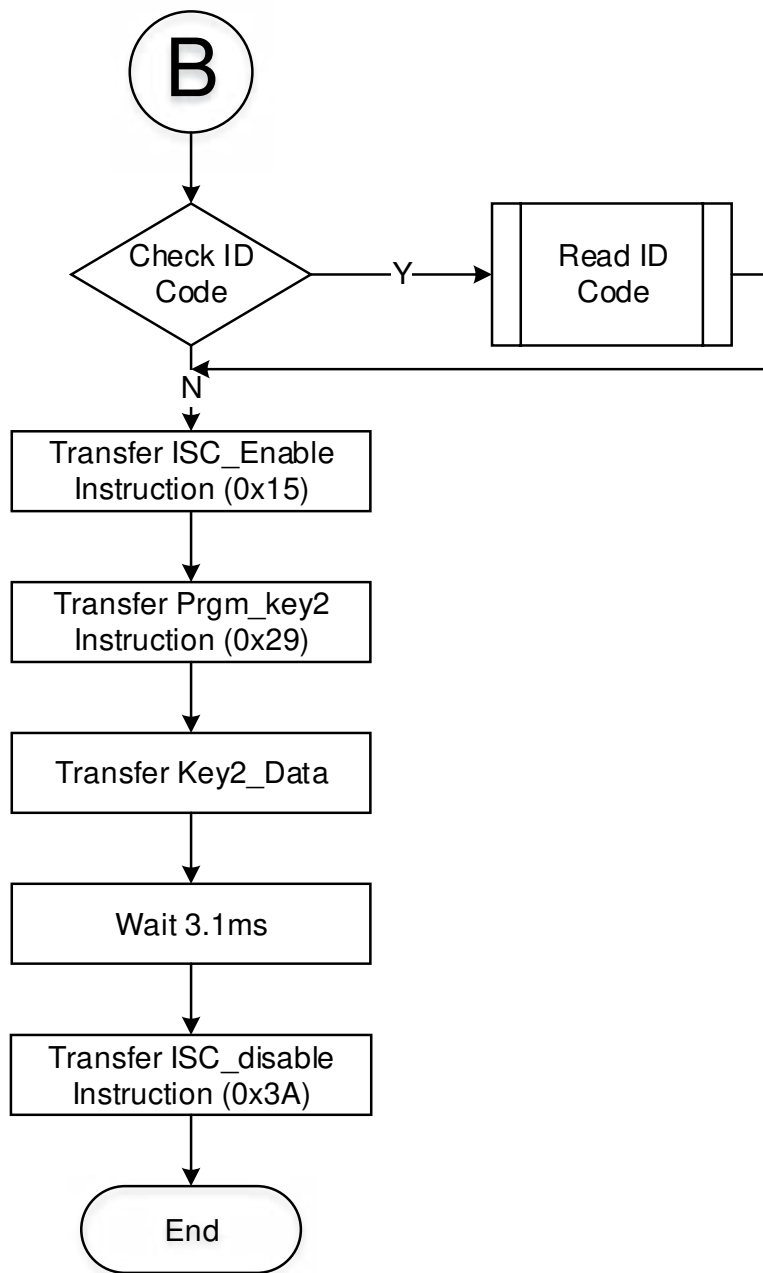 B
Check ID
Code
Y
Read ID
Code
N
Transfer ISC_Enable
Instruction (0x15)
Transfer Prgm_key2
Instruction (0x29)
Transfer Key2_Data
Wait 3.1ms
Transfer ISC_disable
Instruction (0x3A)
End